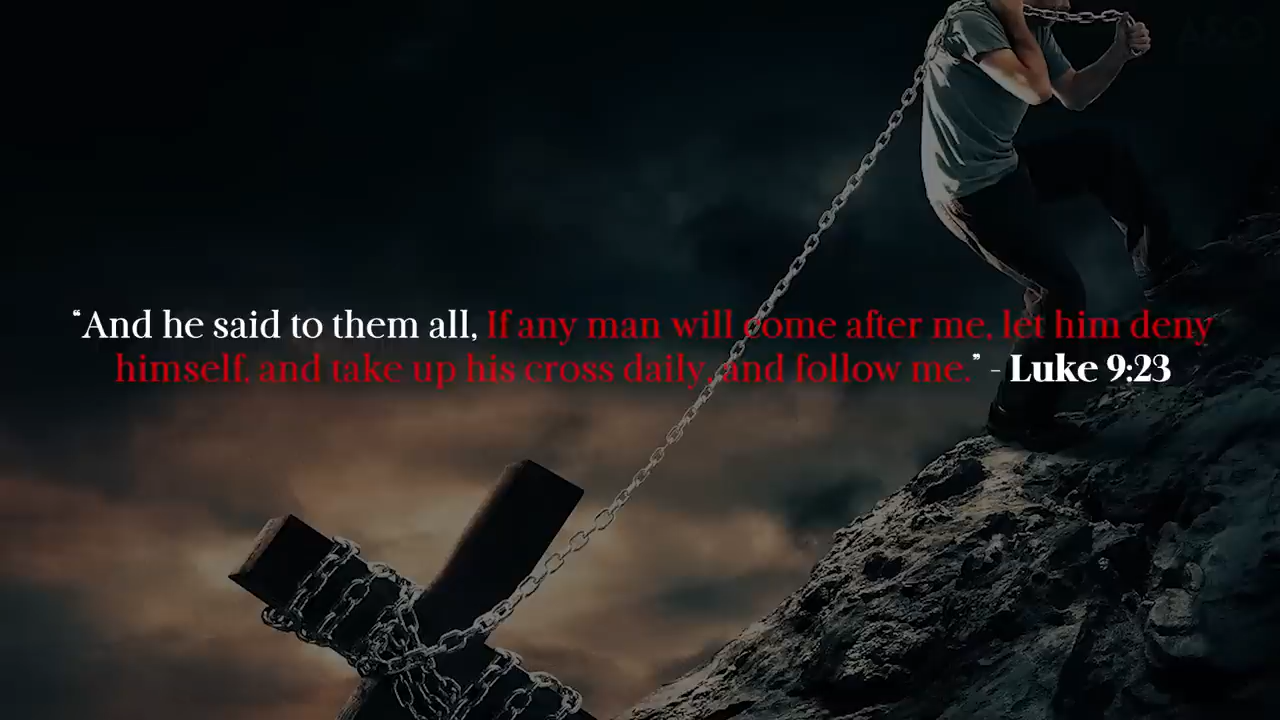 “And he said to them all, If any man will come after me, let him deny
himself, and take up his cross daily, and follow me.” - Luke 9:23